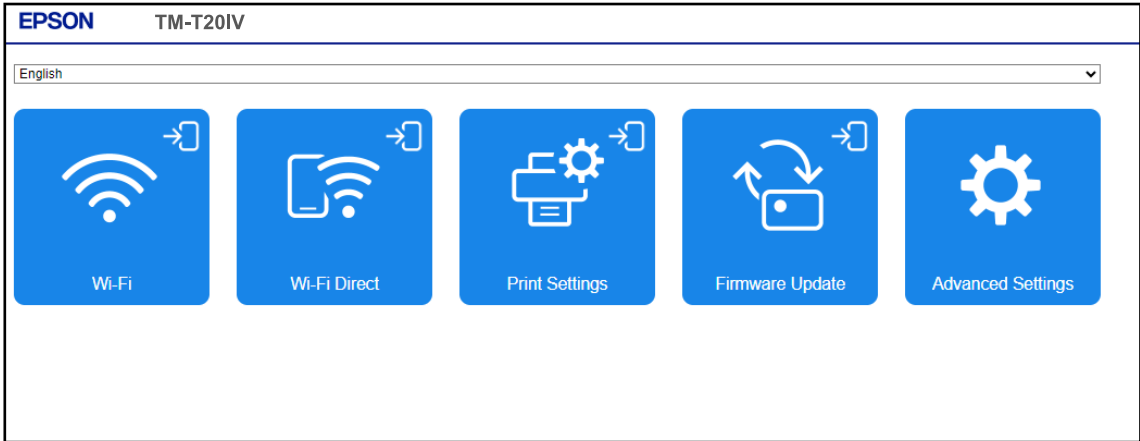 EPSON TM-T20IV
English
Wi-Fi Wi-Fi Direct Print Settings Firmware Update Advanced Settings